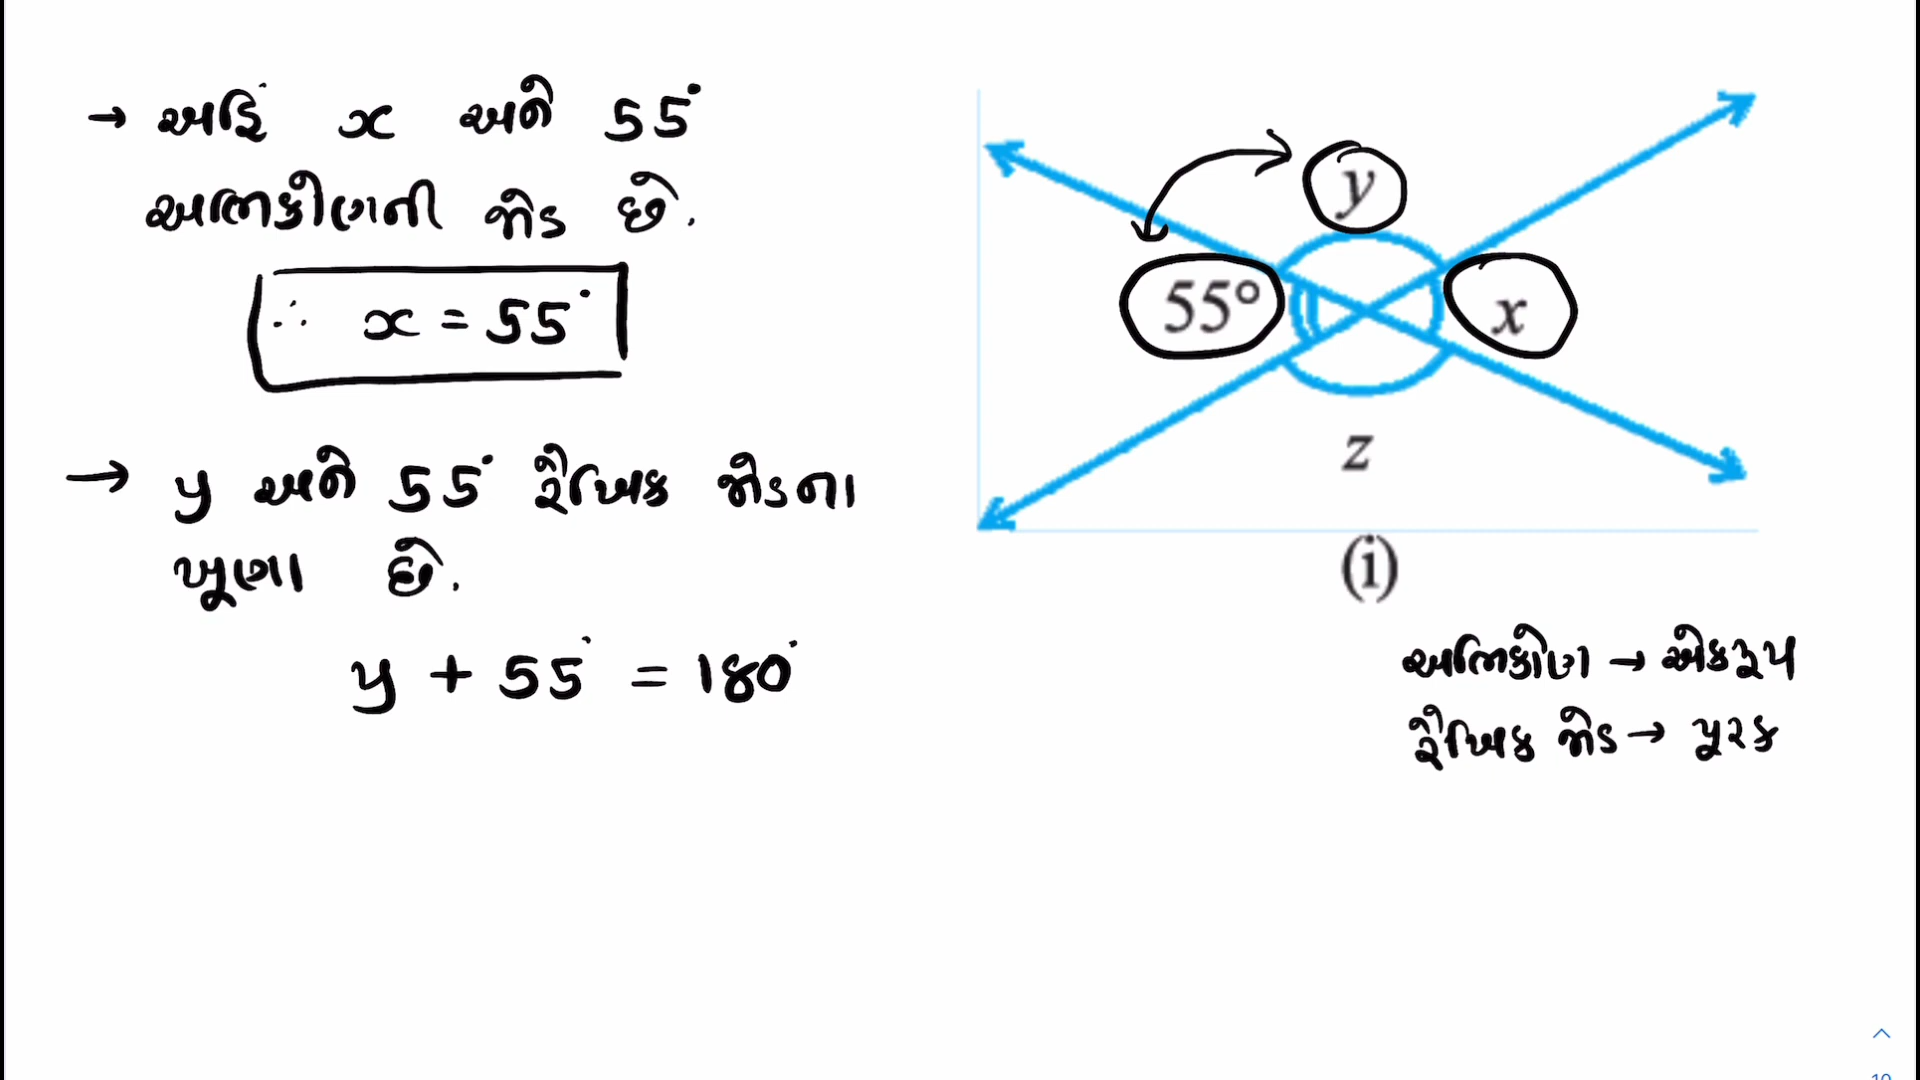 → અહિં x અને 55°
અભિકોણની જોડ છે.
∴ x = 55°
→ y અને 55° રૈખિક જોડના
ખૂણા છે.
y + 55° = 180°
y
55°
x
z
(i)
અભિકોણ → એકરૂપ
રૈખિક જોડ → પૂરક